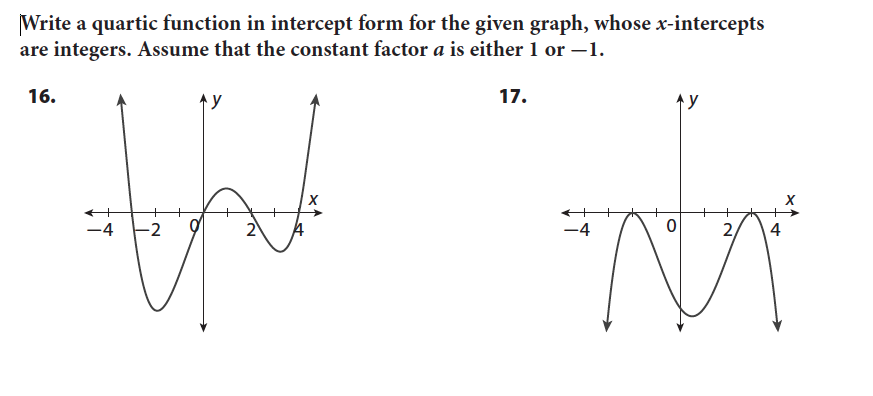 Write a quartic function in intercept form for the given graph, whose x-intercepts
are integers. Assume that the constant factor a is either 1 or −1.
16.
y
x
−4 −2 0 2 4
17.
y
x
−4 0 2 4